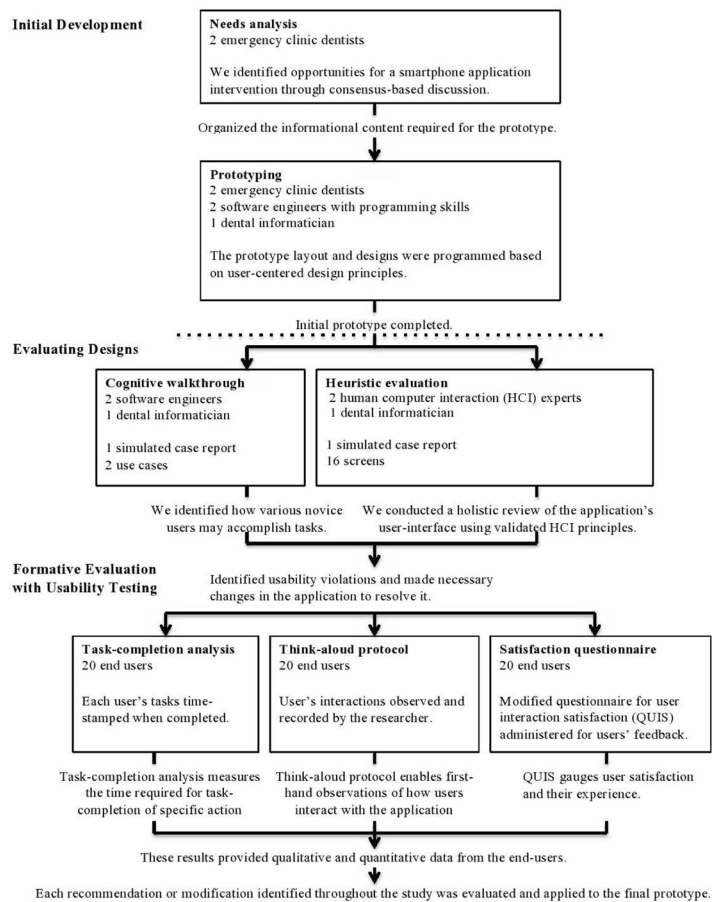 Initial Development
Needs analysis
2 emergency clinic dentists
We identified opportunities for a smartphone application
intervention through consensus-based discussion.
Organized the informational content required for the prototype.
Prototyping
2 emergency clinic dentists
2 software engineers with programming skills
1 dental informatician
The prototype layout and designs were programmed based
on user-centered design principles.
Initial prototype completed.
Evaluating Designs
Cognitive walkthrough
2 software engineers
1 dental informatician
1 simulated case report
2 use cases
Heuristic evaluation
2 human computer interaction (HCI) experts
1 dental informatician
1 simulated case report
16 screens
We identified how various novice
users may accomplish tasks.
We conducted a holistic review of the application's
user-interface using validated HCI principles.
Formative Evaluation
with Usability Testing
Identified usability violations and made necessary
changes in the application to resolve it.
Task-completion analysis
20 end users
Each user's tasks time-
stamped when completed.
Think-aloud protocol
20 end users
User's interactions observed and
recorded by the researcher.
Satisfaction questionnaire
20 end users
Modified questionnaire for user
interaction satisfaction (QUIS)
administered for users' feedback.
Task-completion analysis measures
the time required for task-
completion of specific action
Think-aloud protocol enables first-
hand observations of how users
interact with the application
QUIS gauges user satisfaction
and their experience.
These results provided qualitative and quantitative data from the end-users.
Each recommendation or modification identified throughout the study was evaluated and applied to the final prototype.